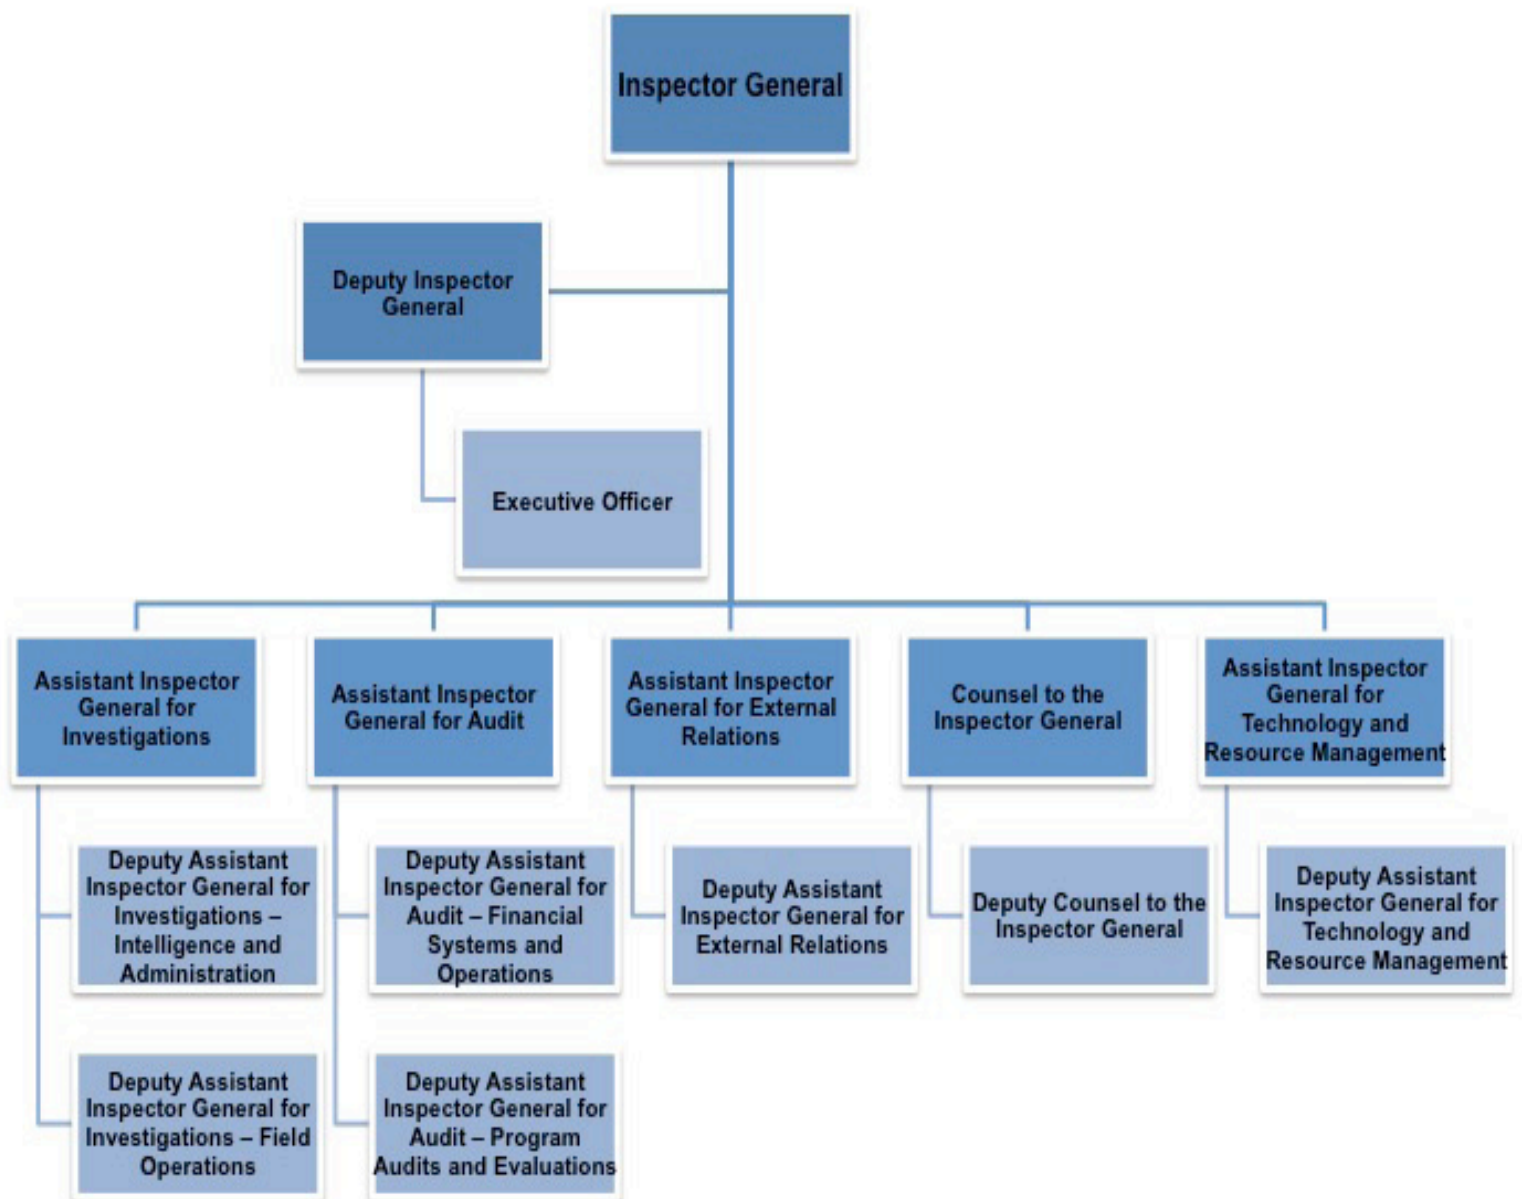 Inspector General
Deputy Inspector
General
Executive Officer
Assistant Inspector
General for
Investigations
Assistant Inspector
General for Audit
Assistant Inspector
General for External
Relations
Counsel to the
Inspector General
Assistant Inspector
General for
Technology and
Resource Management
Deputy Assistant
Inspector General for
Investigations –
Intelligence and
Administration
Deputy Assistant
Inspector General for
Audit – Financial
Systems and
Operations
Deputy Assistant
Inspector General for
External Relations
Deputy Counsel to the
Inspector General
Deputy Assistant
Inspector General for
Technology and
Resource Management
Deputy Assistant
Inspector General for
Investigations – Field
Operations
Deputy Assistant
Inspector General for
Audit – Program
Audits and Evaluations